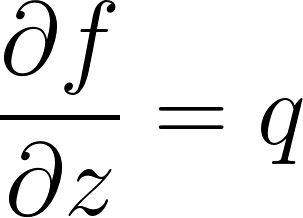 ∂f/∂z = q